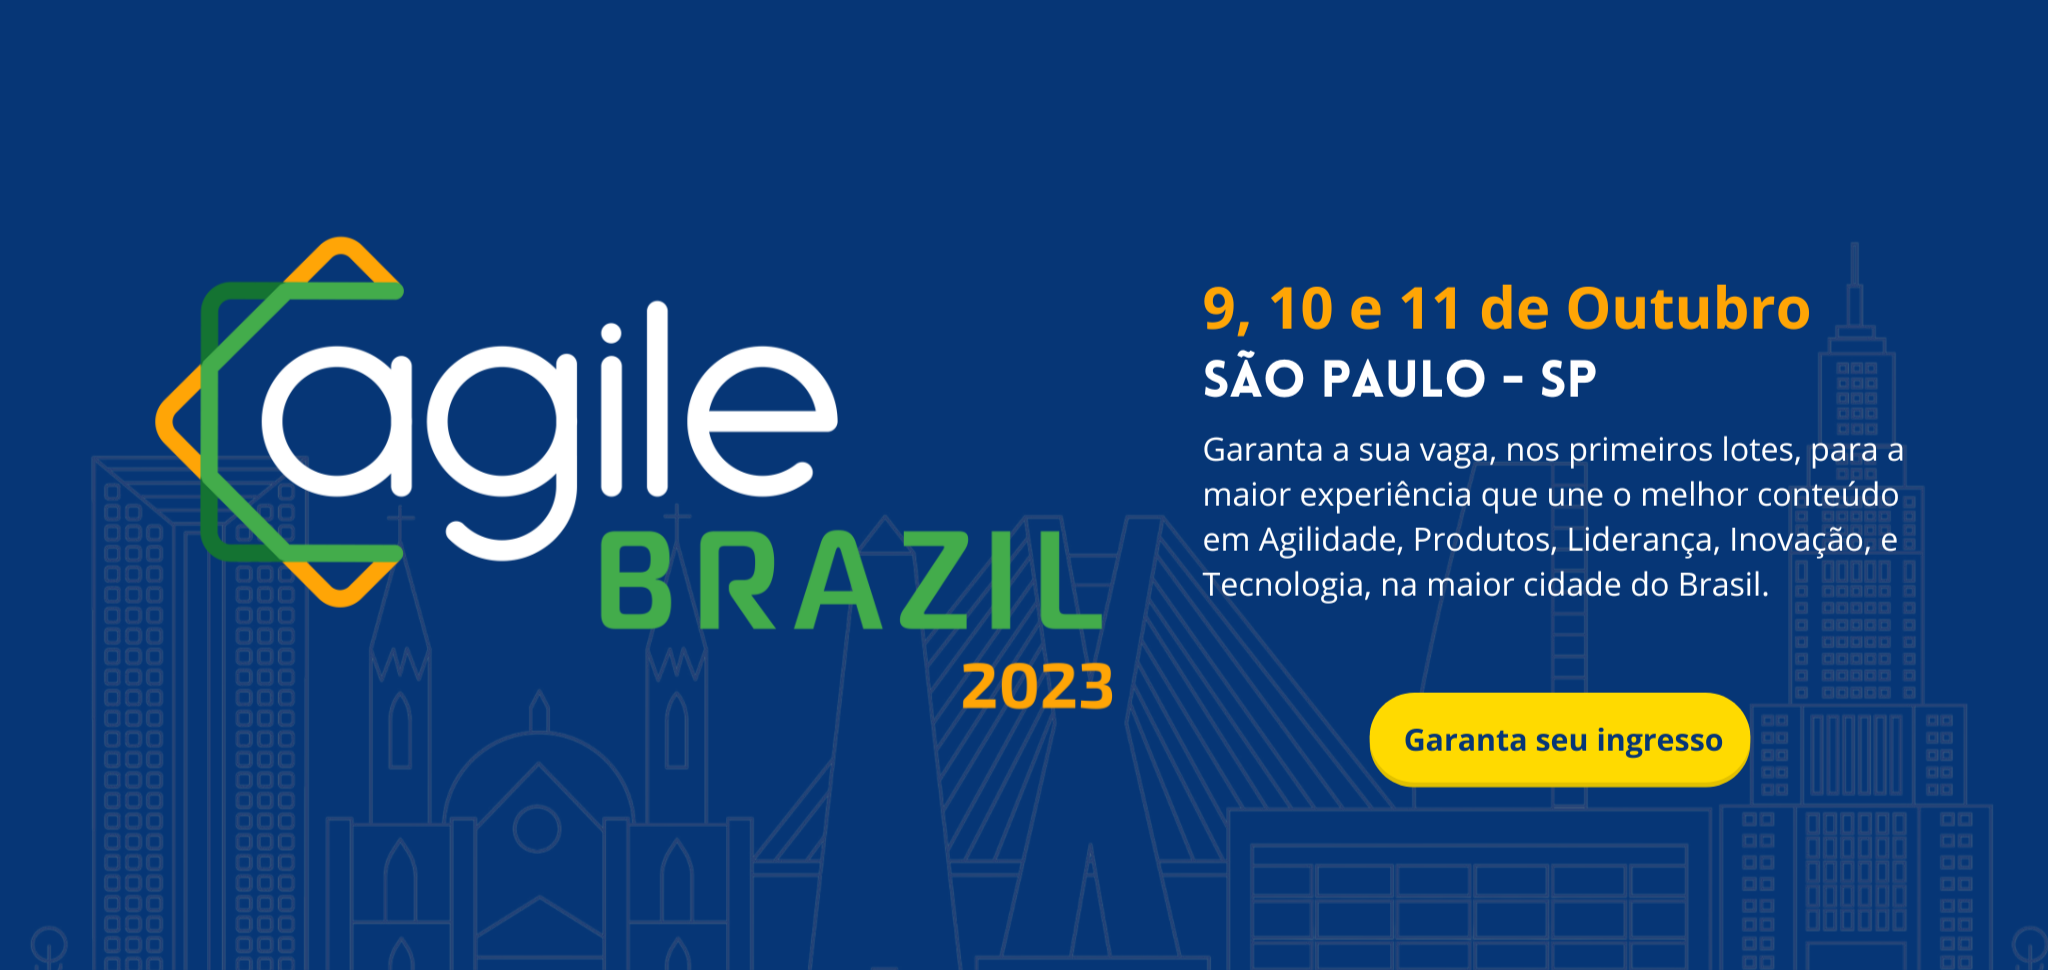 agile
BRAZIL
2023
9, 10 e 11 de Outubro
SÃO PAULO - SP
Garanta a sua vaga, nos primeiros lotes, para a
maior experiência que une o melhor conteúdo
em Agilidade, Produtos, Liderança, Inovação, e
Tecnologia, na maior cidade do Brasil.
Garanta seu ingresso